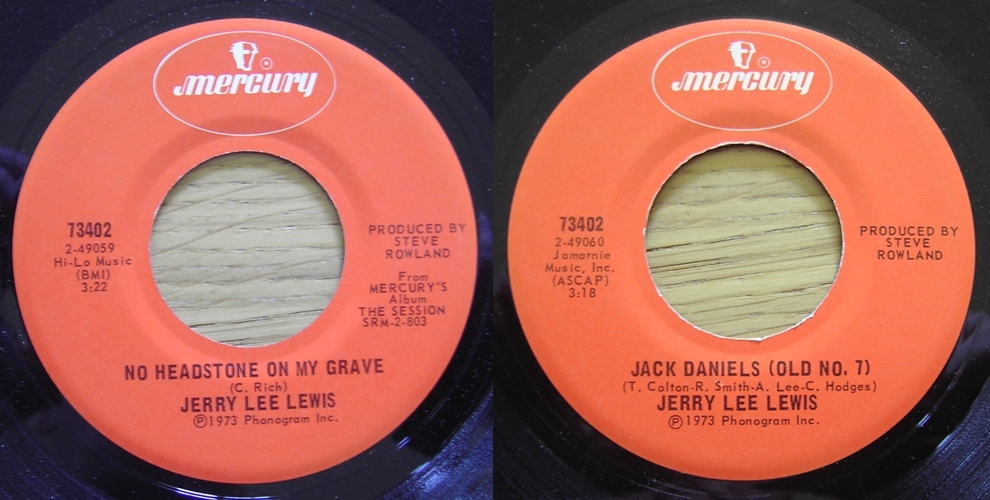 mercury
®
73402
2-49059
Hi-Lo Music
(BMI)
3:22
PRODUCED BY
STEVE
ROWLAND
From
MERCURY'S
Album
THE SESSION
SRM-2-803
NO HEADSTONE ON MY GRAVE
(C. Rich)
JERRY LEE LEWIS
℗1973 Phonogram Inc.
mercury
®
73402
2-49060
Jamarnie
Music, Inc.
(ASCAP)
3:18
PRODUCED BY
STEVE
ROWLAND
JACK DANIELS (OLD NO. 7)
(T. Colton-R. Smith-A. Lee-C. Hodges)
JERRY LEE LEWIS
℗1973 Phonogram Inc.